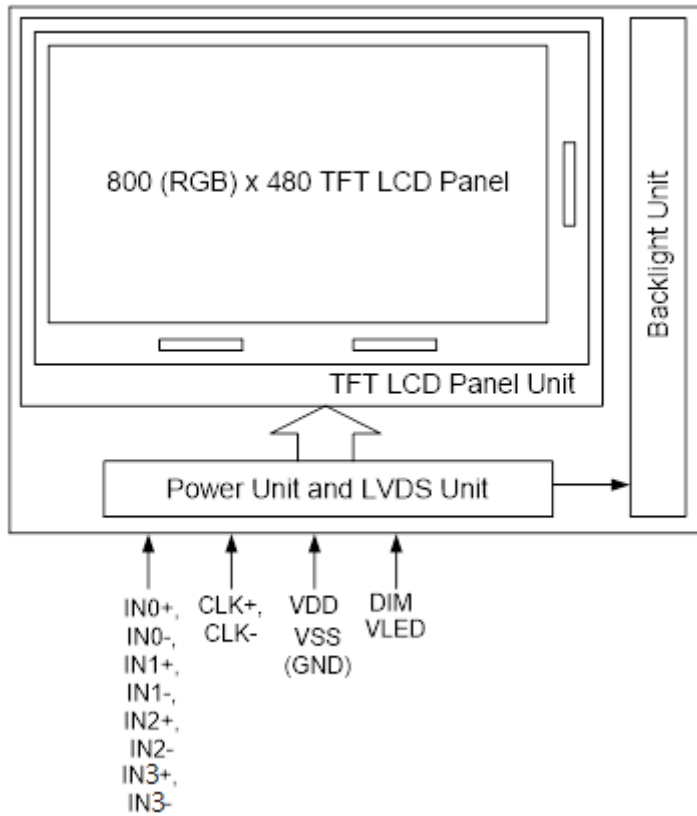 800 (RGB) x 480 TFT LCD Panel
Backlight Unit
TFT LCD Panel Unit
Power Unit and LVDS Unit
IN0+,
IN0-,
IN1+,
IN1-,
IN2+,
IN2-
IN3+,
IN3-
CLK+,
CLK-
VDD
VSS
(GND)
DIM
VLED